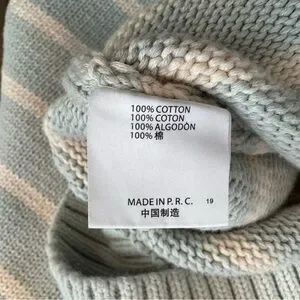 100% COTTON
100% COTON
100% ALGODÓN
100% 棉
MADE IN P. R. C. 19
中国制造